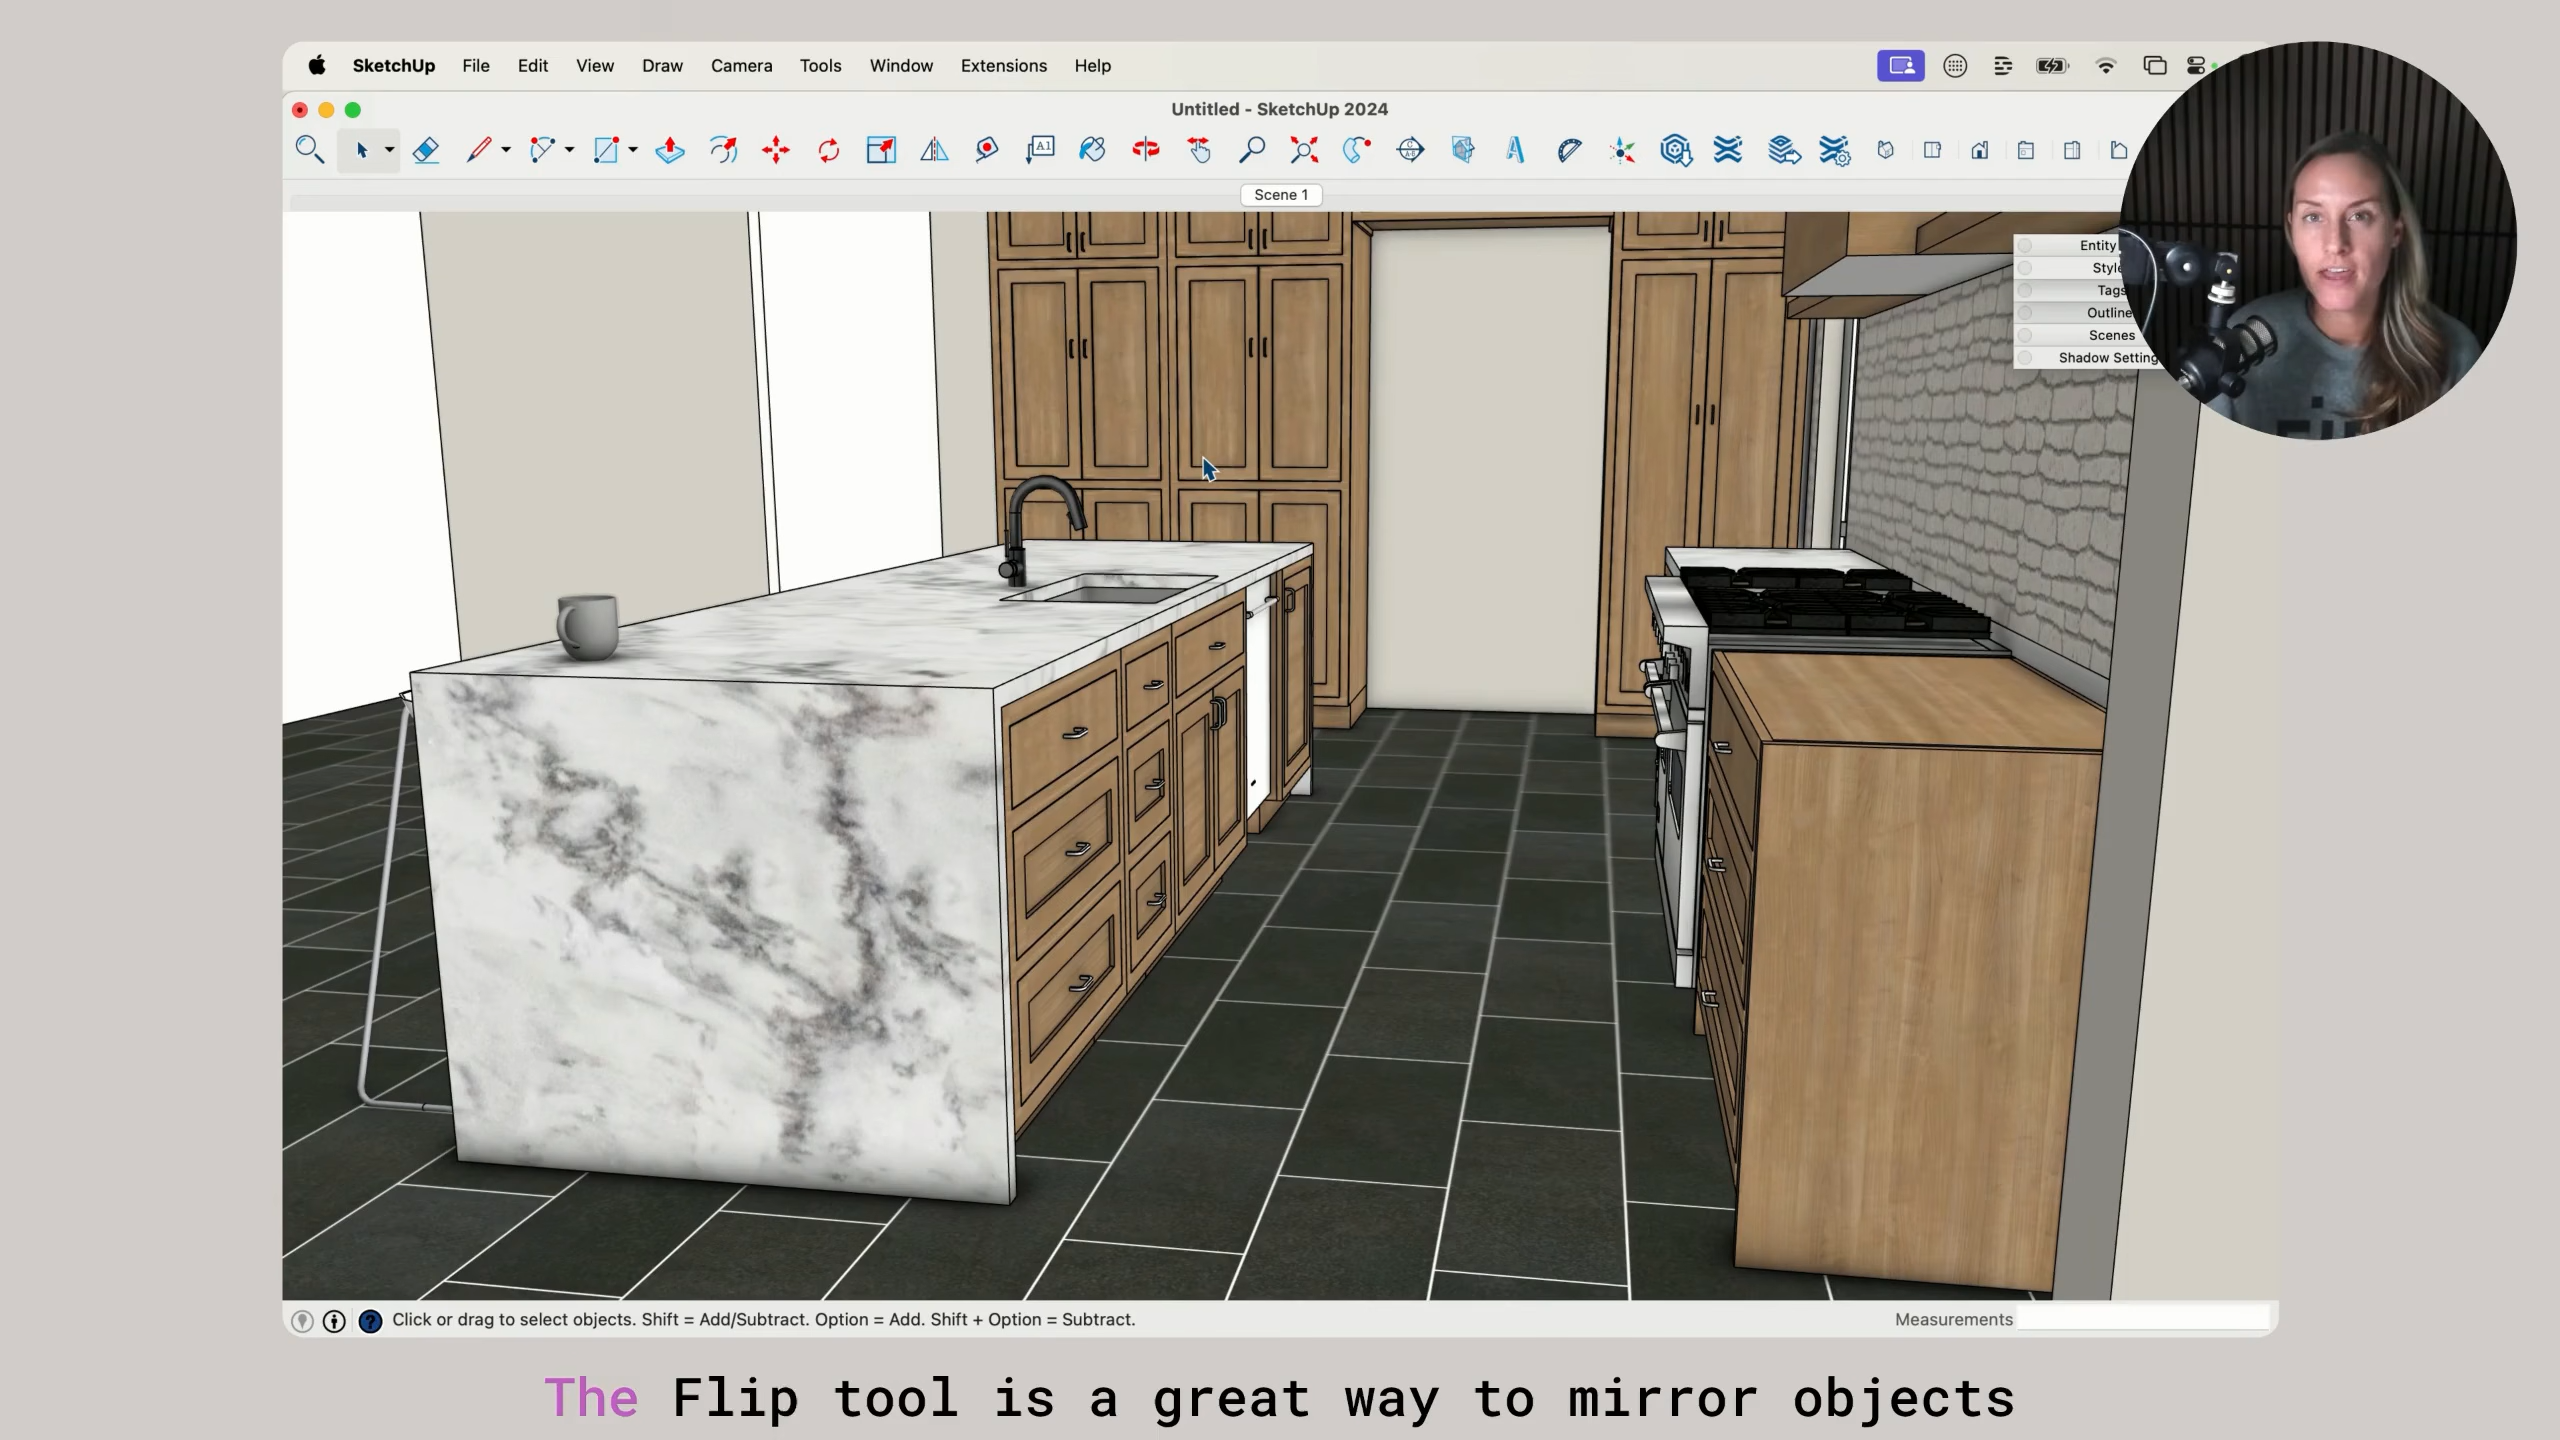 SketchUp File Edit View Draw Camera Tools Window Extensions Help
Untitled - SketchUp 2024
A1
Scene 1
Entity
Style
Tags
Outline
Scenes
Shadow Setting
Click or drag to select objects. Shift = Add/Subtract. Option = Add. Shift + Option = Subtract.
Measurements
The Flip tool is a great way to mirror objects